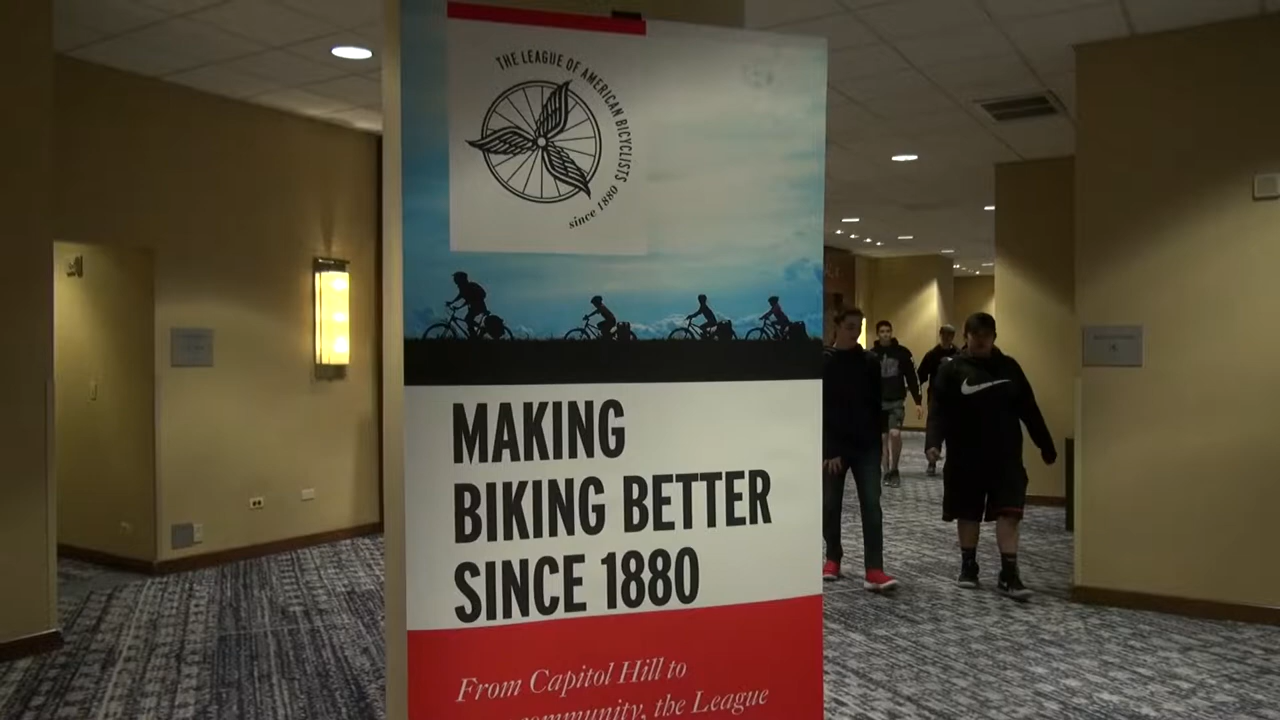 THE LEAGUE OF AMERICAN BICYCLISTS
since 1880
MAKING
BIKING BETTER
SINCE 1880
From Capitol Hill to
community, the League